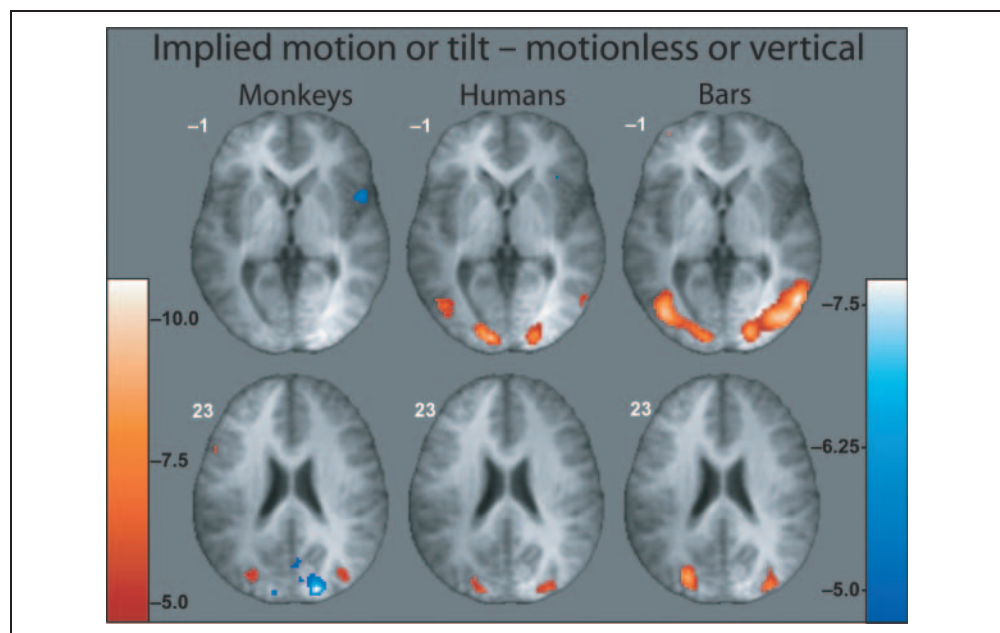 Implied motion or tilt – motionless or vertical
Monkeys Humans Bars
–1 –1 –1
–10.0 –7.5
23 23 23
–7.5 –6.25
–5.0 –5.0